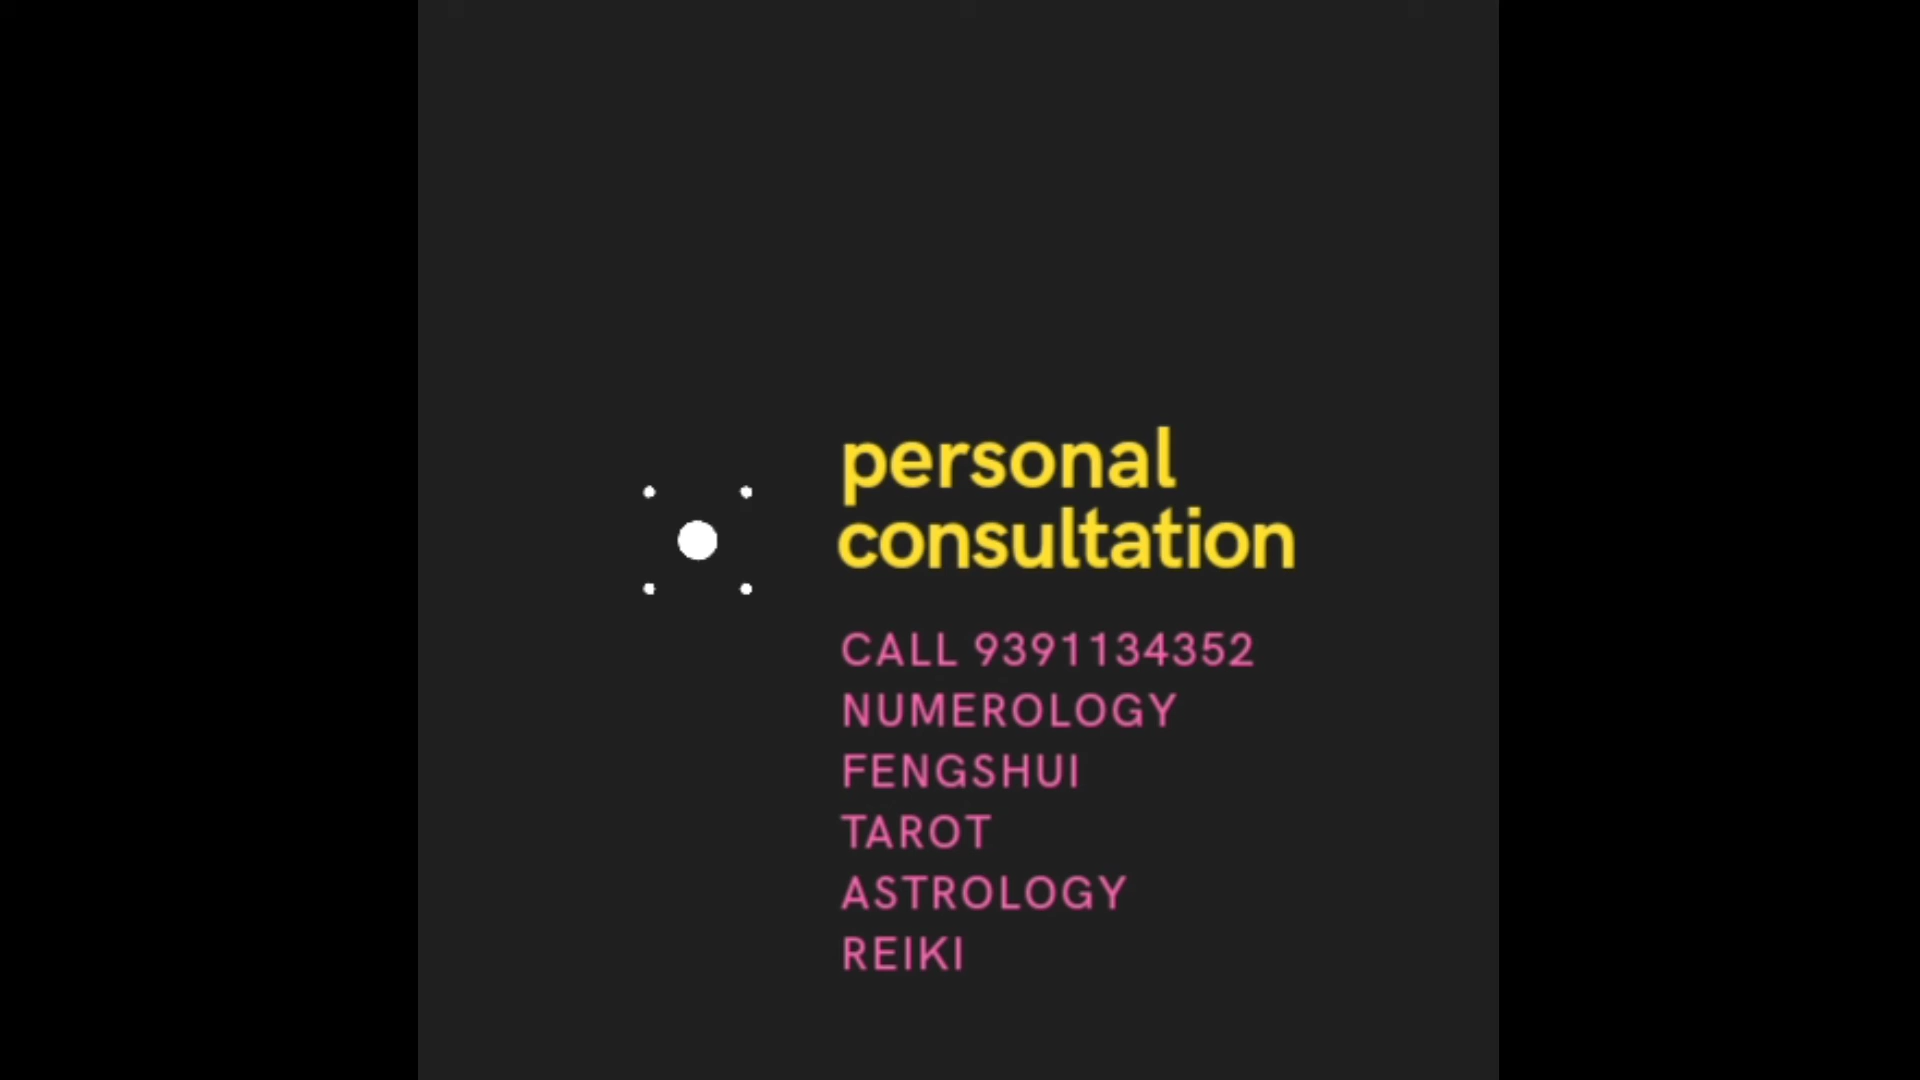 personal
consultation
CALL 9391134352
NUMEROLOGY
FENGSHUI
TAROT
ASTROLOGY
REIKI